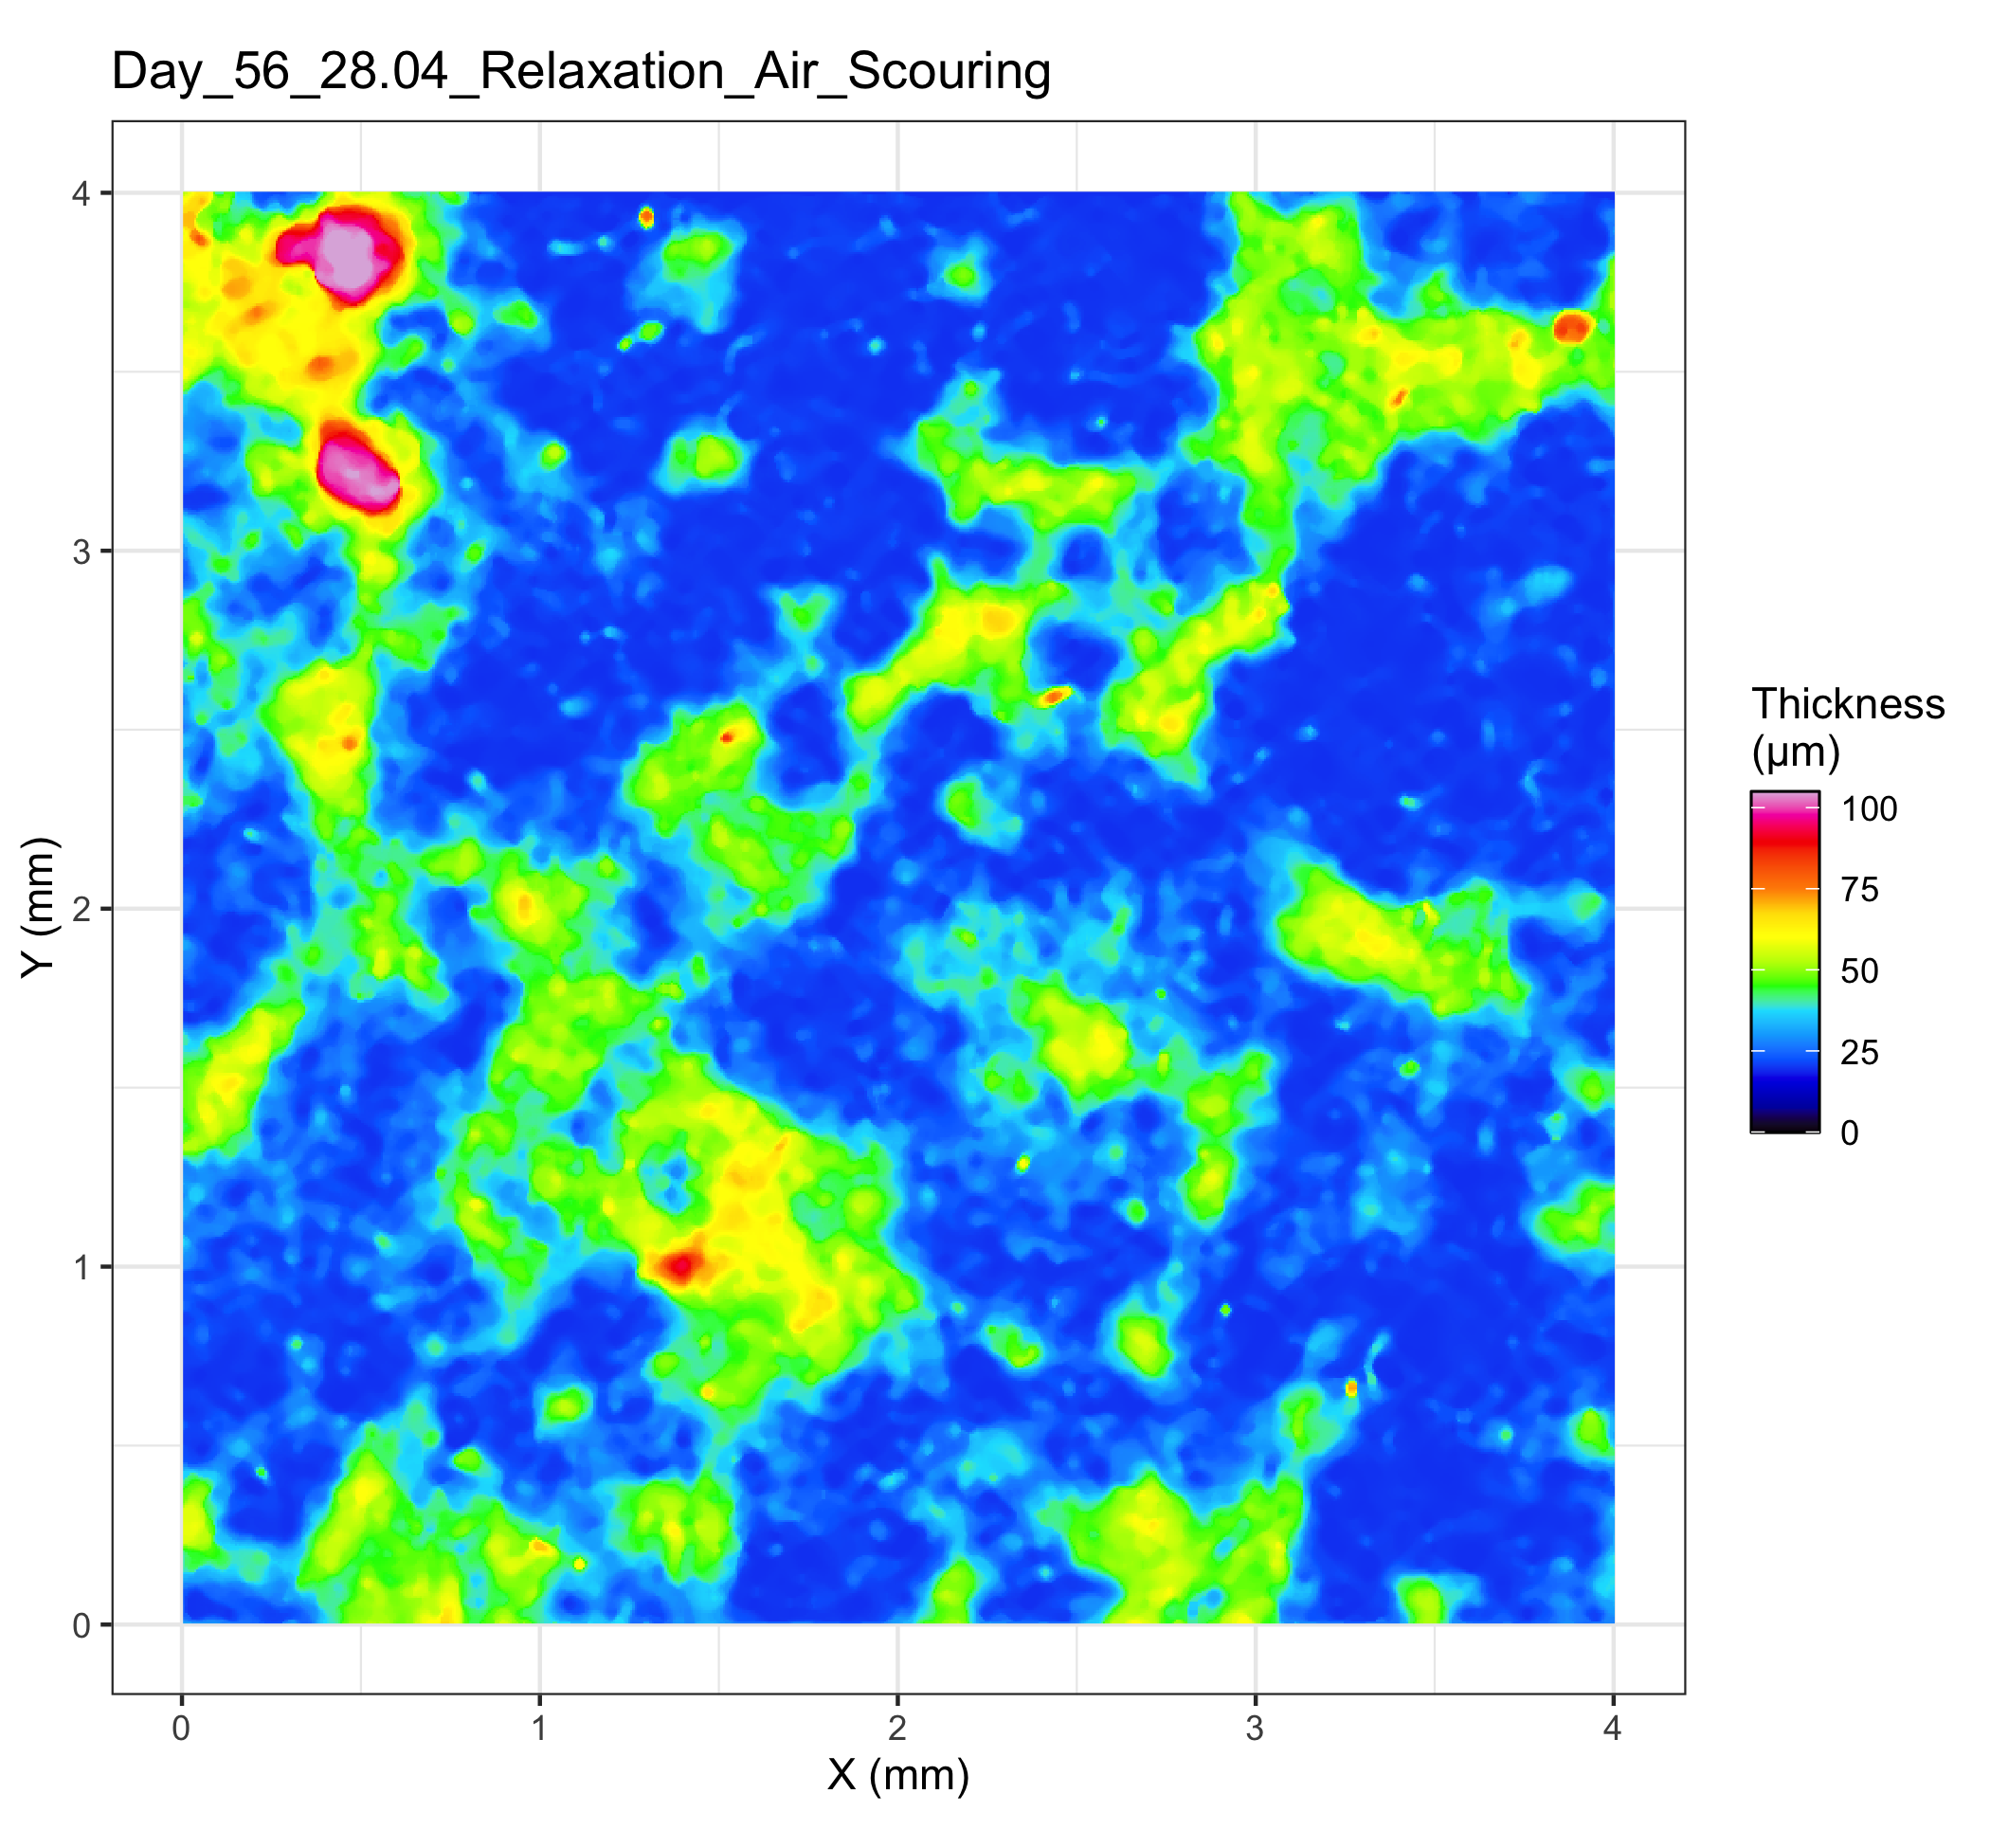 Day_56_28.04_Relaxation_Air_Scouring
4
3
2
1
0
Y (mm)
0 1 2 3 4
X (mm)
Thickness
(μm)
100
75
50
25
0